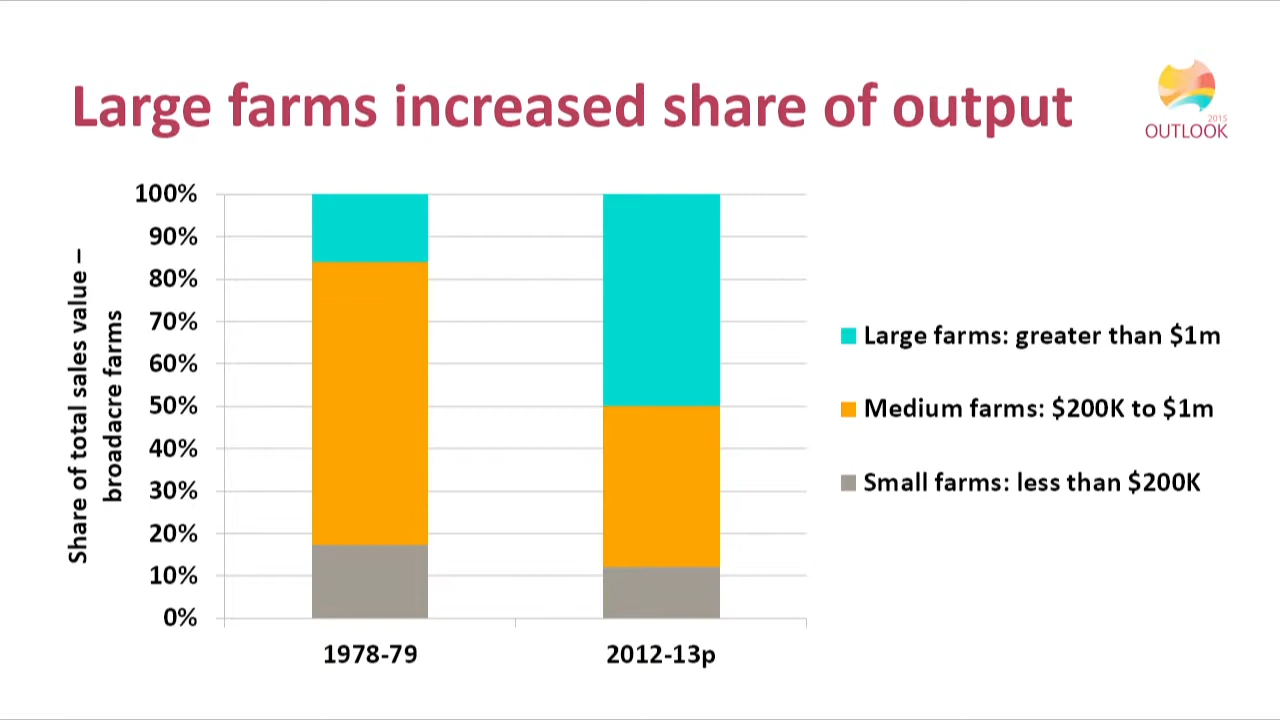 Large farms increased share of output
2015
OUTLOOK
Share of total sales value –
broadacre farms
100%
90%
80%
70%
60%
50%
40%
30%
20%
10%
0%
1978-79
2012-13p
Large farms: greater than $1m
Medium farms: $200K to $1m
Small farms: less than $200K